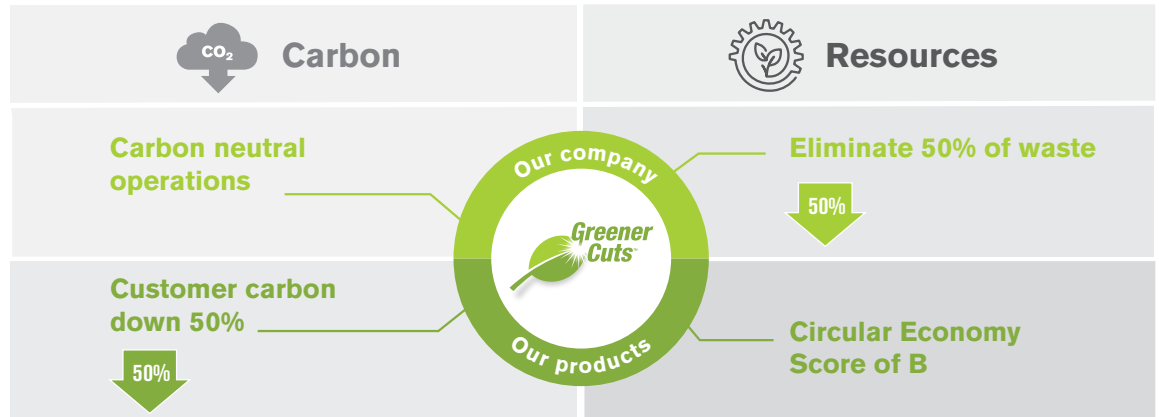 CO₂
Carbon
Resources
Carbon neutral
operations
Our company
Eliminate 50% of waste
50%
Greener
Cuts™
Customer carbon
down 50%
50%
Our products
Circular Economy
Score of B